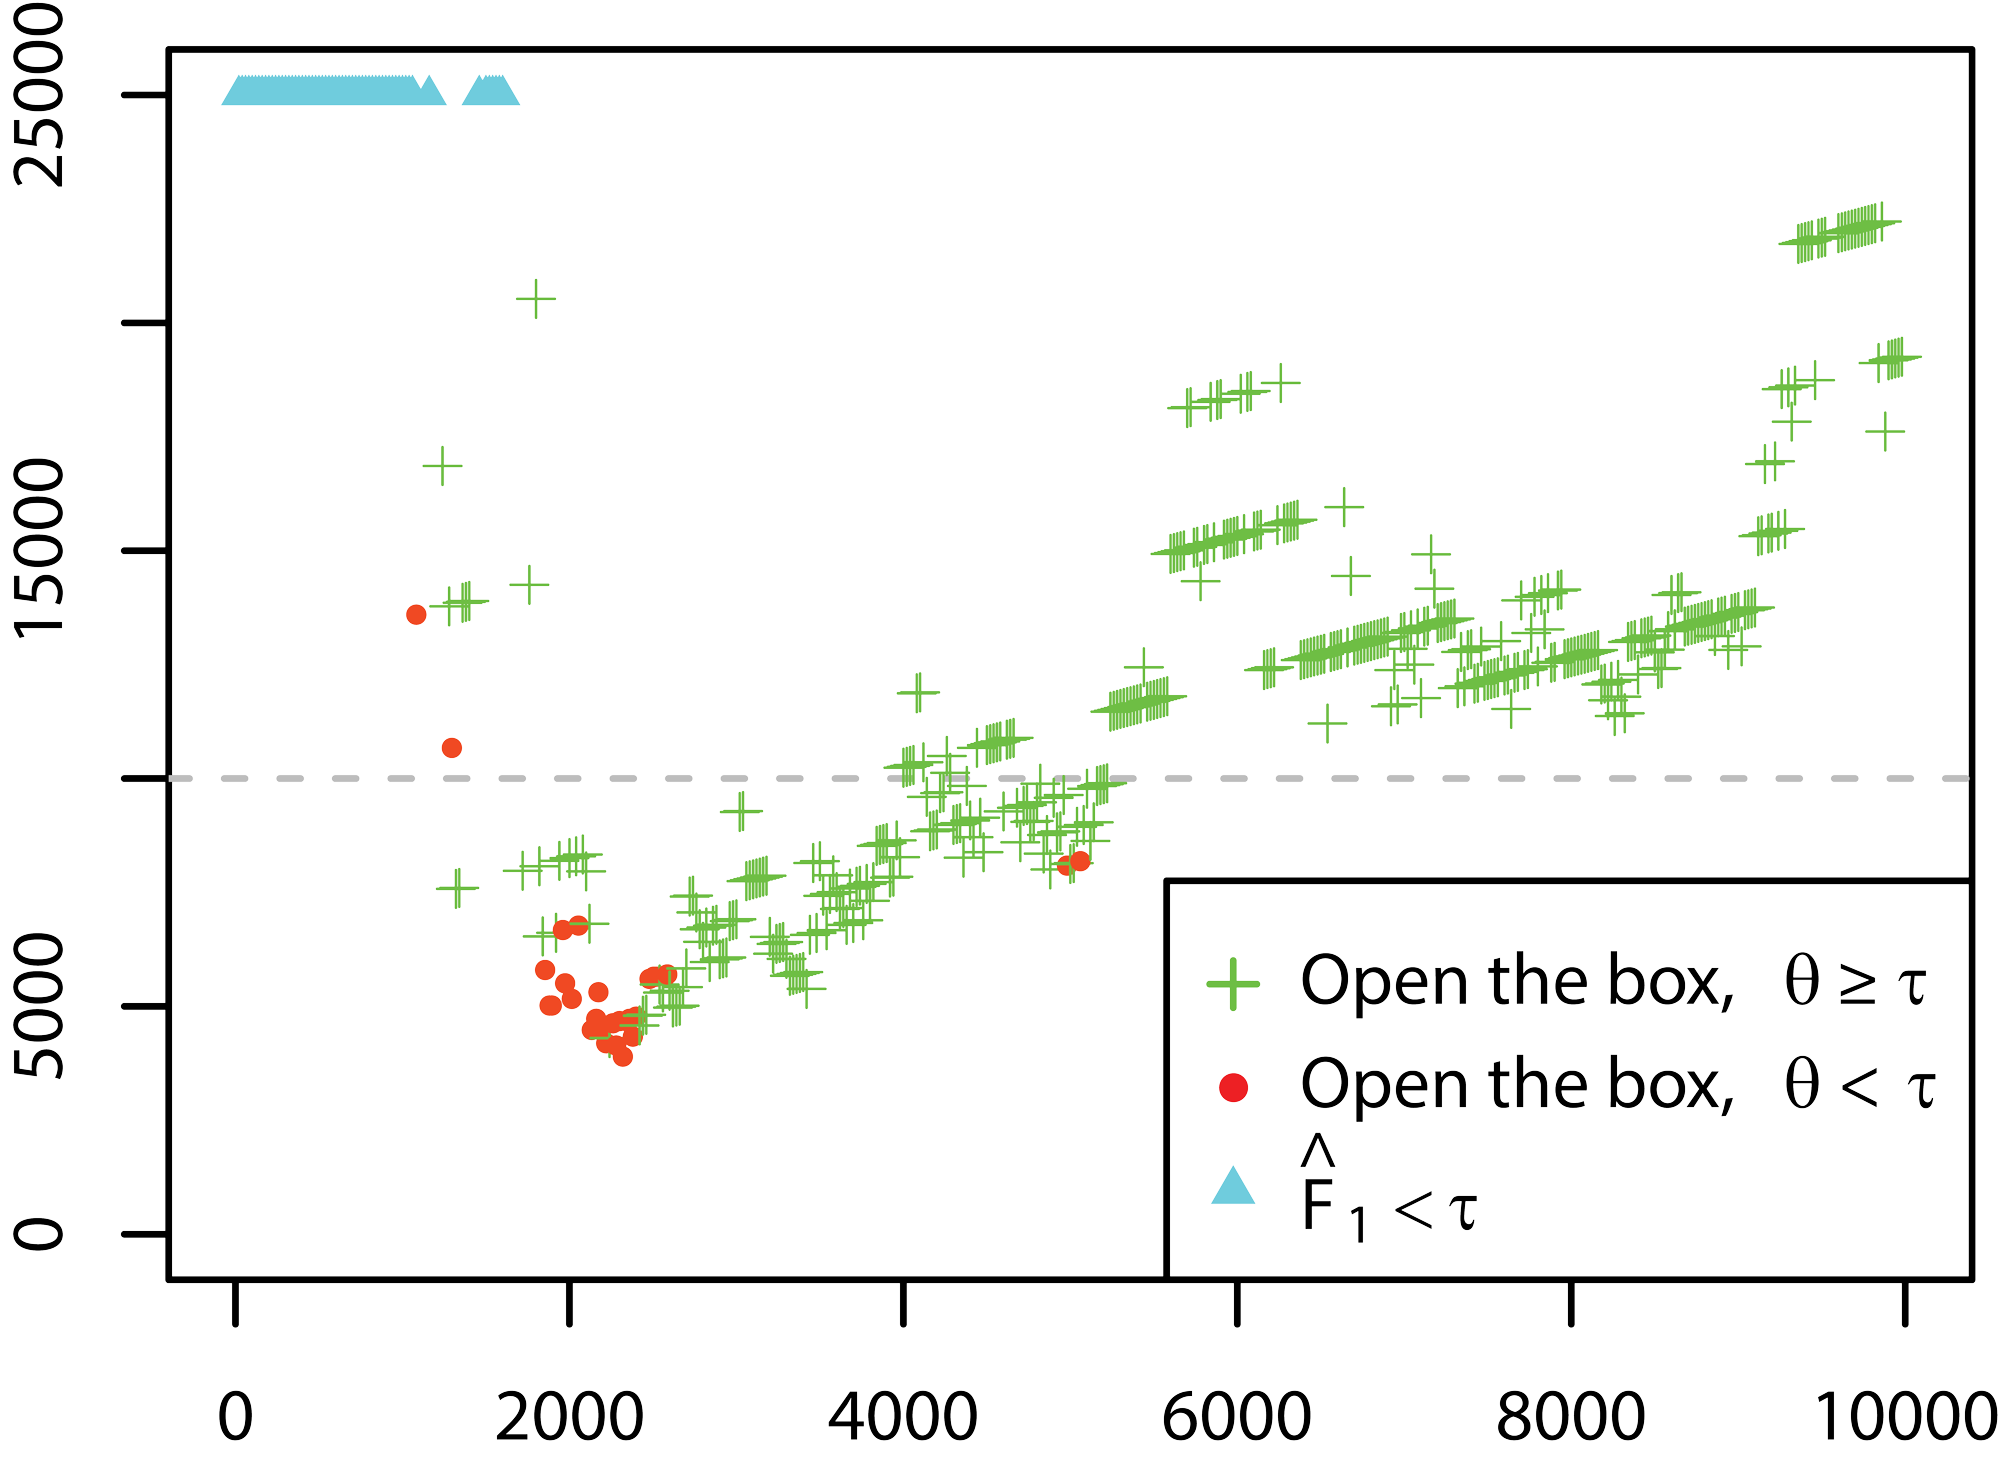 25000
15000
5000
0
Open the box, θ ≥ τ
Open the box, θ < τ
^
F 1 < τ
0 2000 4000 6000 8000 10000